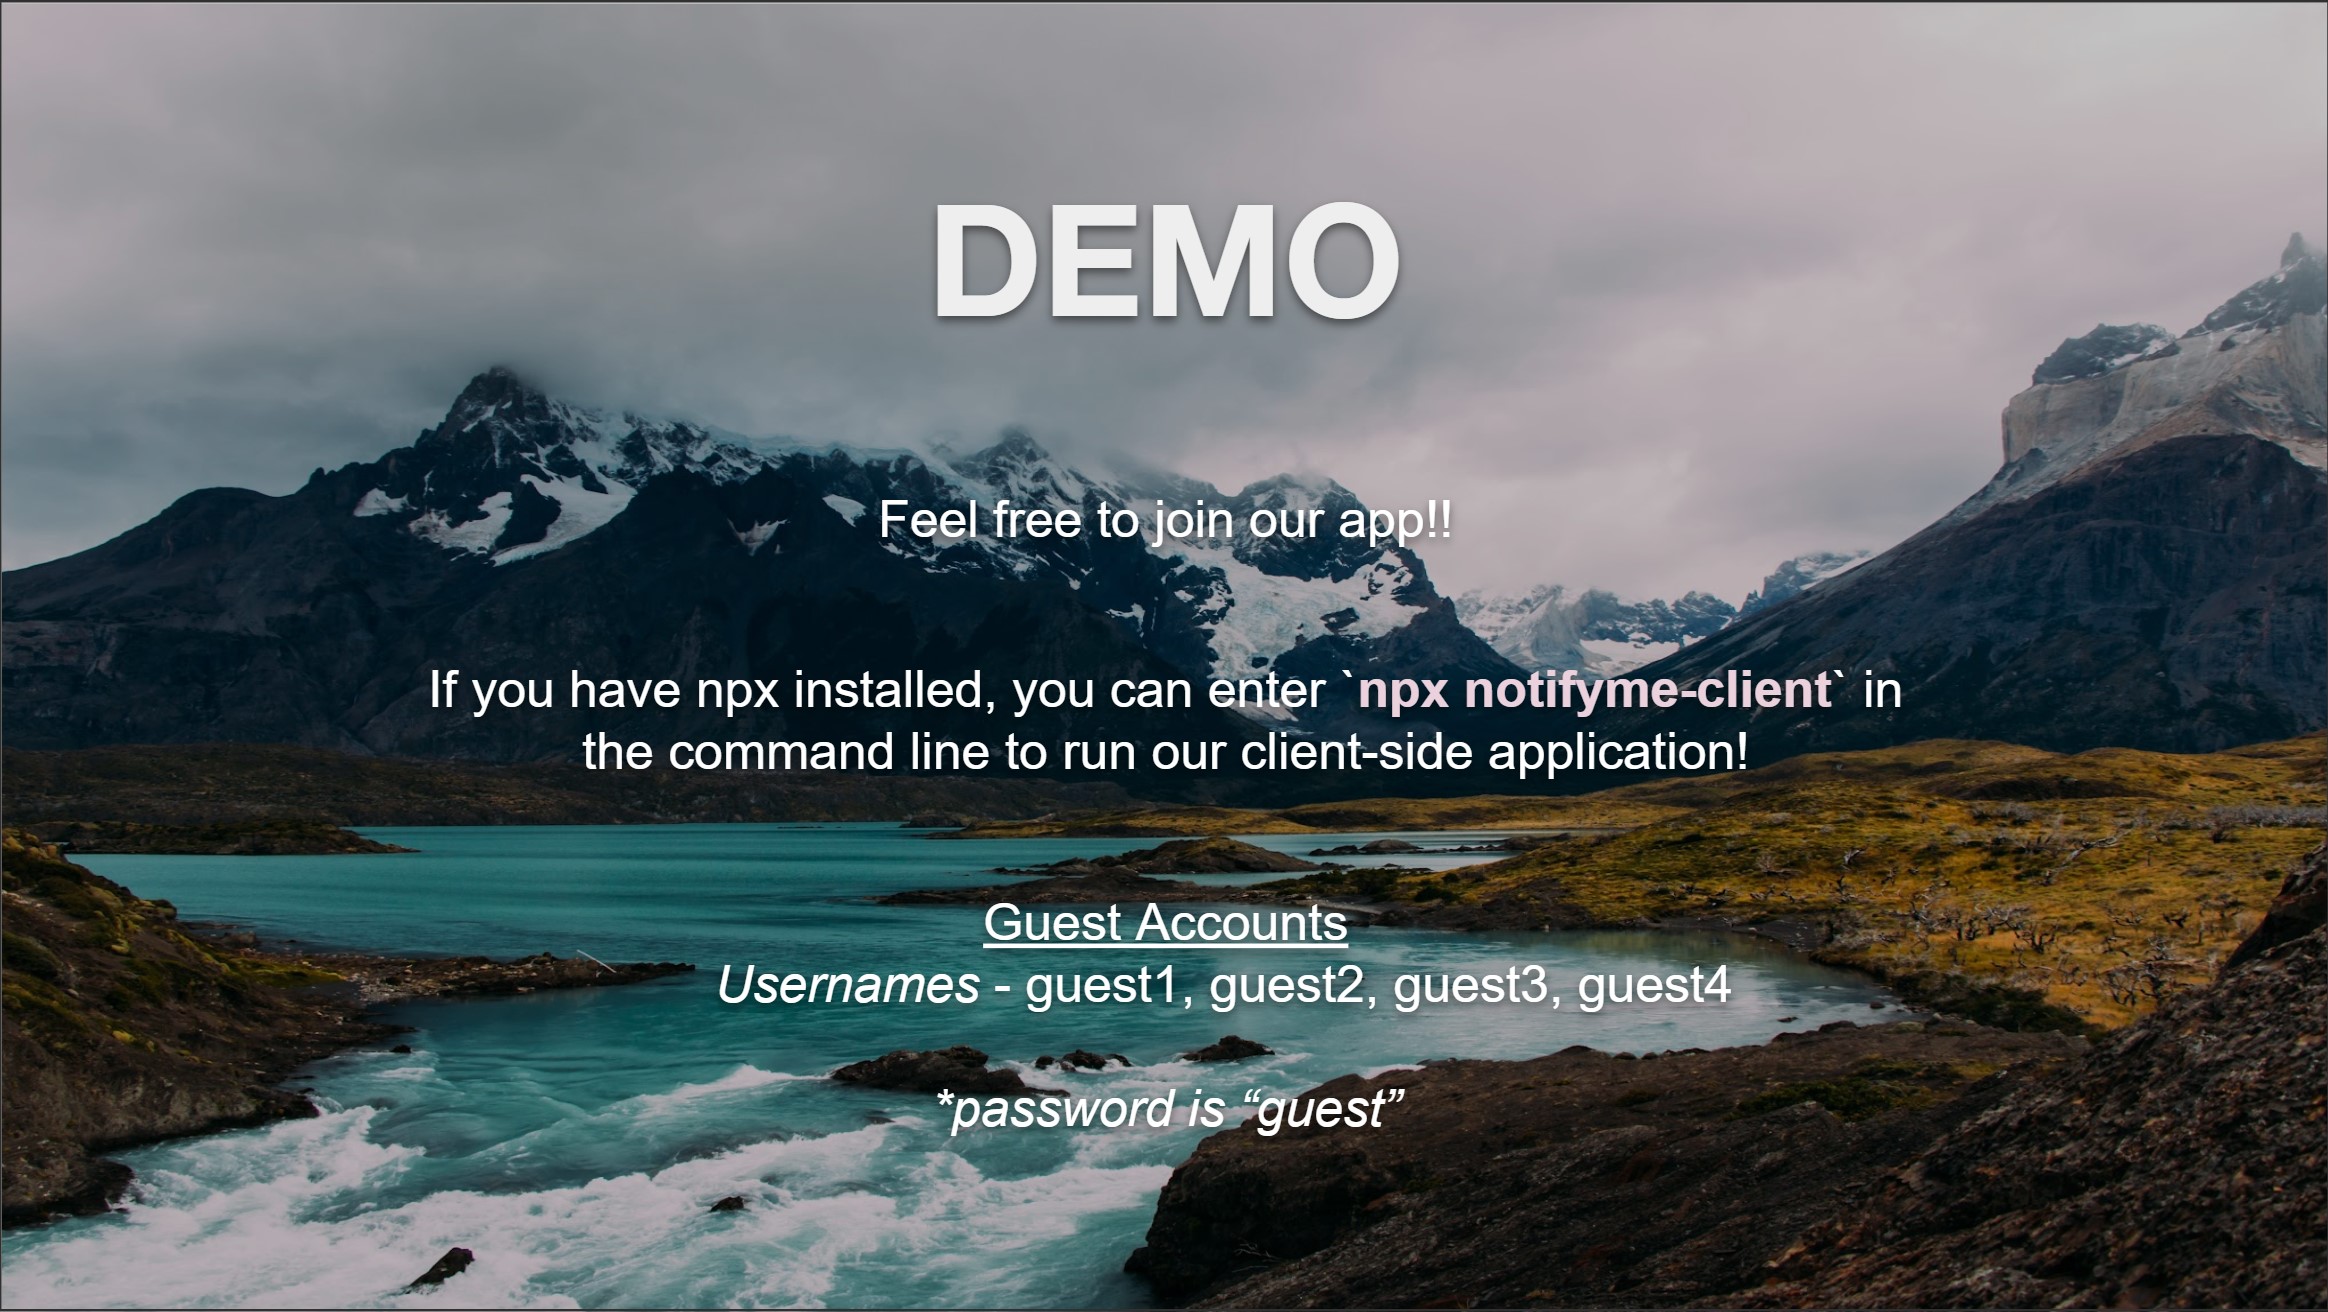 DEMO
Feel free to join our app!!
If you have npx installed, you can enter `npx notifyme-client` in
the command line to run our client-side application!
Guest Accounts
Usernames - guest1, guest2, guest3, guest4
*password is “guest”